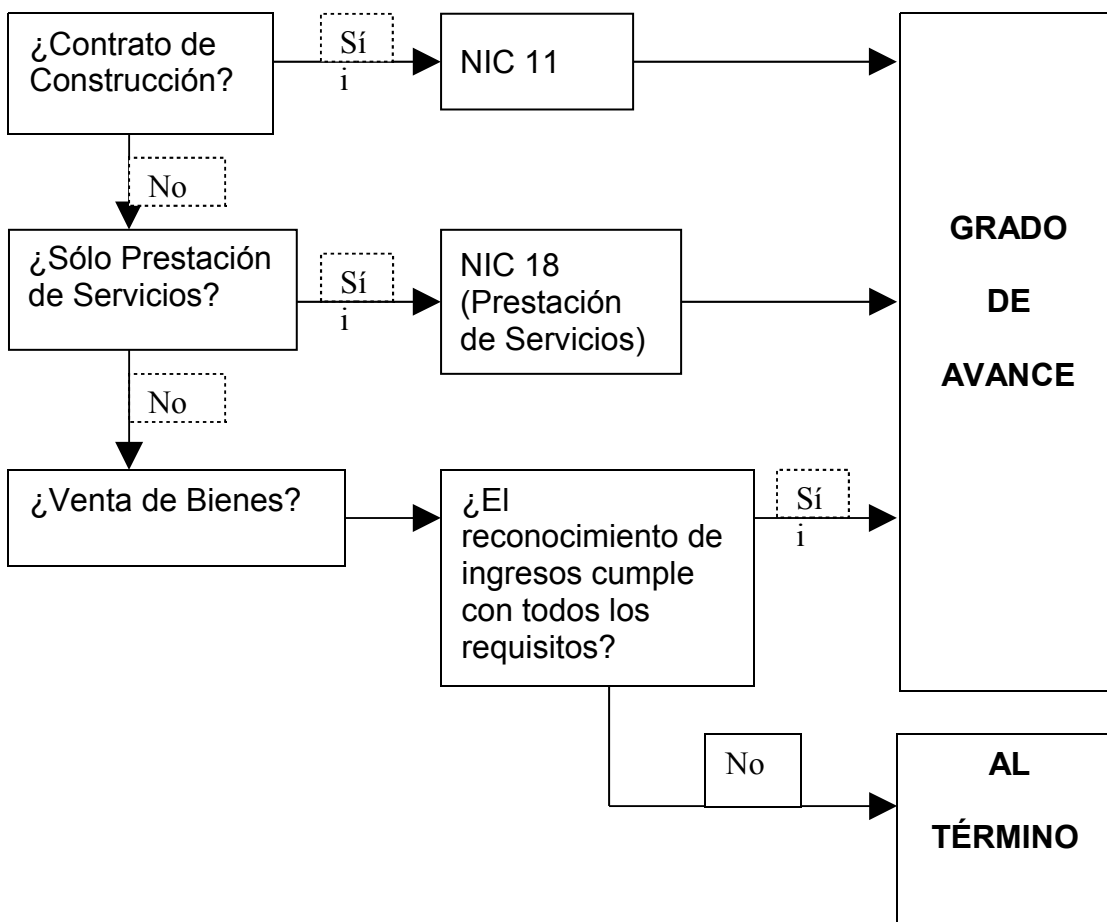 ¿Contrato de
Construcción?
Sí
i
NIC 11
No
¿Sólo Prestación
de Servicios?
Sí
i
NIC 18
(Prestación
de Servicios)
GRADO
DE
AVANCE
No
¿Venta de Bienes?
¿El
reconocimiento de
ingresos cumple
con todos los
requisitos?
Sí
i
No
AL
TÉRMINO